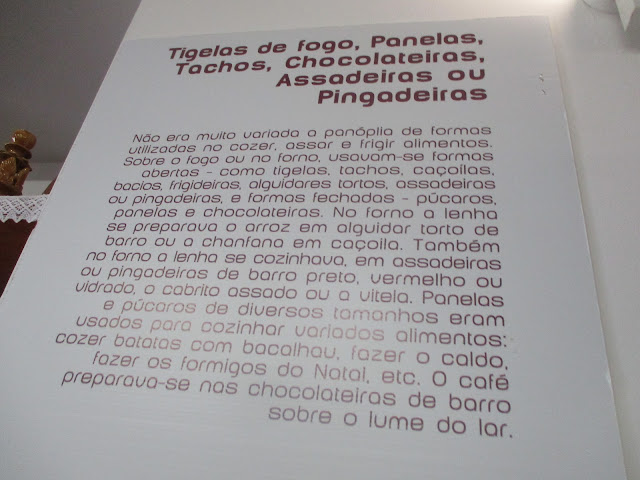 Tigelas de fogo, Panelas,
Tachos, Chocolateiras,
Assadeiras ou
Pingadeiras
Não era muito variada a panóplia de formas
utilizadas no cozer, assar e frigir alimentos.
Sobre o fogo ou no forno, usavam-se formas
abertas - como tigelas, tachos, caçoilas,
bacios, frigideiras, alguidares tortos, assadeiras
ou pingadeiras, e formas fechadas - púcaros,
panelas e chocolateiras. No forno a lenha
se preparava o arroz em alguidar torto de
barro ou a chanfana em caçoila. Também
no forno a lenha se cozinhava, em assadeiras
ou pingadeiras de barro preto, vermelho ou
vidrado, o cabrito assado ou a vitela. Panelas
e púcaros de diversos tamanhos eram
usados para cozinhar variados alimentos:
cozer batatas com bacalhau, fazer o caldo,
fazer os formigos do Natal, etc. O café
preparava-se nas chocolateiras de barro
sobre o lume do lar.